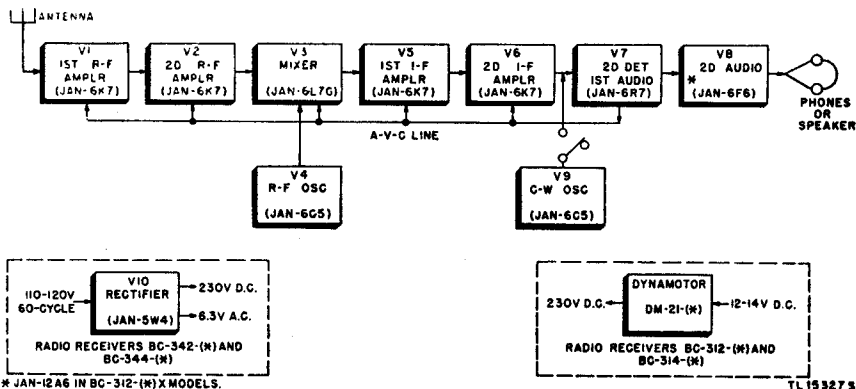 ANTENNA
V1
1ST R-F
AMPLR
(JAN-6K7)
V2
2D R-F
AMPLR
(JAN-6K7)
V3
MIXER
(JAN-6L7G)
V5
1ST I-F
AMPLR
(JAN-6K7)
V6
2D I-F
AMPLR
(JAN-6K7)
V7
2D DET
1ST AUDIO
(JAN-6R7)
V8
2D AUDIO
*
(JAN-6F6)
PHONES
OR
SPEAKER
A-V-C LINE
V4
R-F OSC
(JAN-6C5)
V9
C-W OSC
(JAN-6C5)
110-120V
60-CYCLE
V10
RECTIFIER
(JAN-5W4)
230V D.C.
6.3V A.C.
RADIO RECEIVERS BC-342-(*) AND
BC-344-(*)
230V D.C.
DYNAMOTOR
DM-21-(*)
12-14V D.C.
RADIO RECEIVERS BC-312-(*) AND
BC-314-(*)
* JAN-12A6 IN BC-312-(*)X MODELS.
TL 15327S